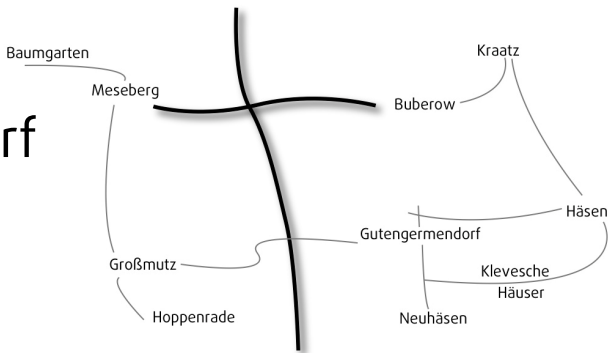 Baumgarten
Kraatz
Meseberg
Buberow
rf
Häsen
Gutengermendorf
Großmutz
Klevesche
Häuser
Hoppenrade
Neuhäsen